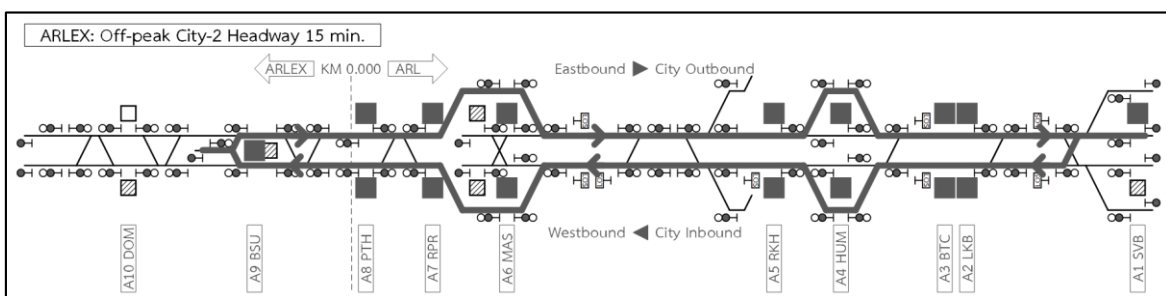 ARLEX: Off-peak City-2 Headway 15 min.
ARLEX KM 0.000 ARL
Eastbound City Outbound
Westbound City Inbound
A10 DOM
A9 BSU
A8 PTH
A7 RPR
A6 MAS
A5 RKH
A4 HUM
A3 BTC
A2 LKB
A1 SVB